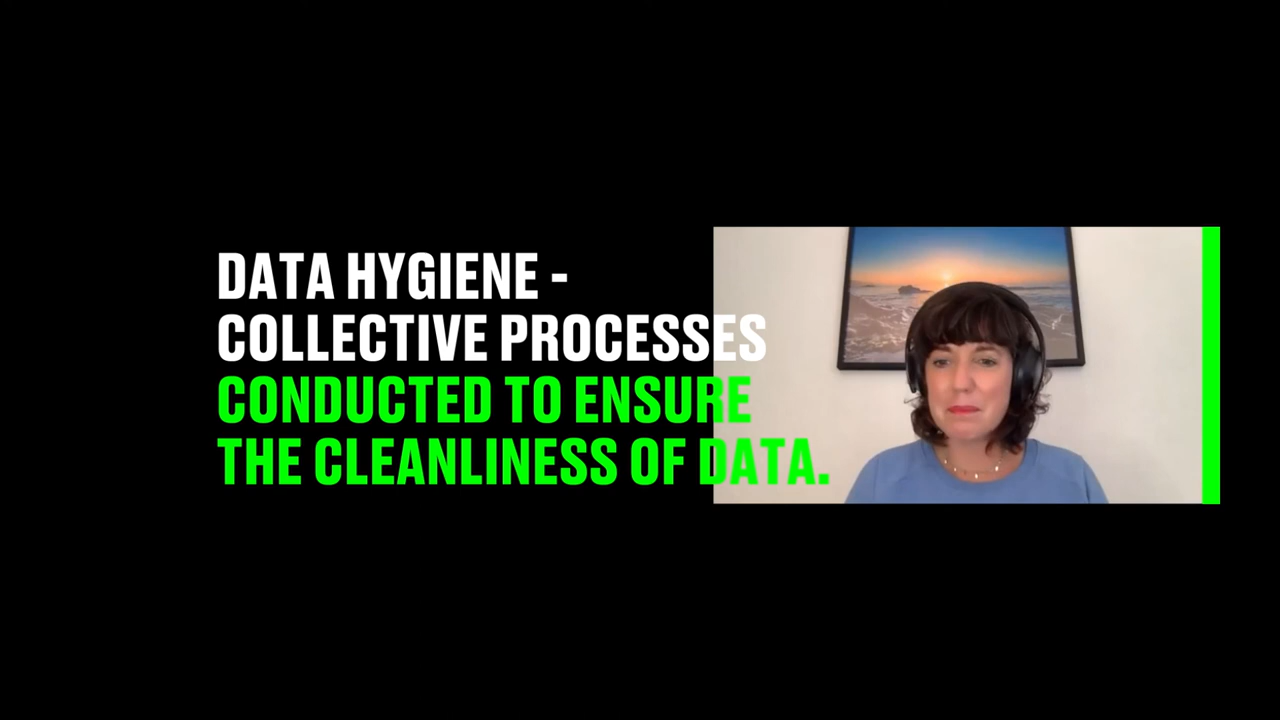 DATA HYGIENE -
COLLECTIVE PROCESSES
CONDUCTED TO ENSURE
THE CLEANLINESS OF DATA.